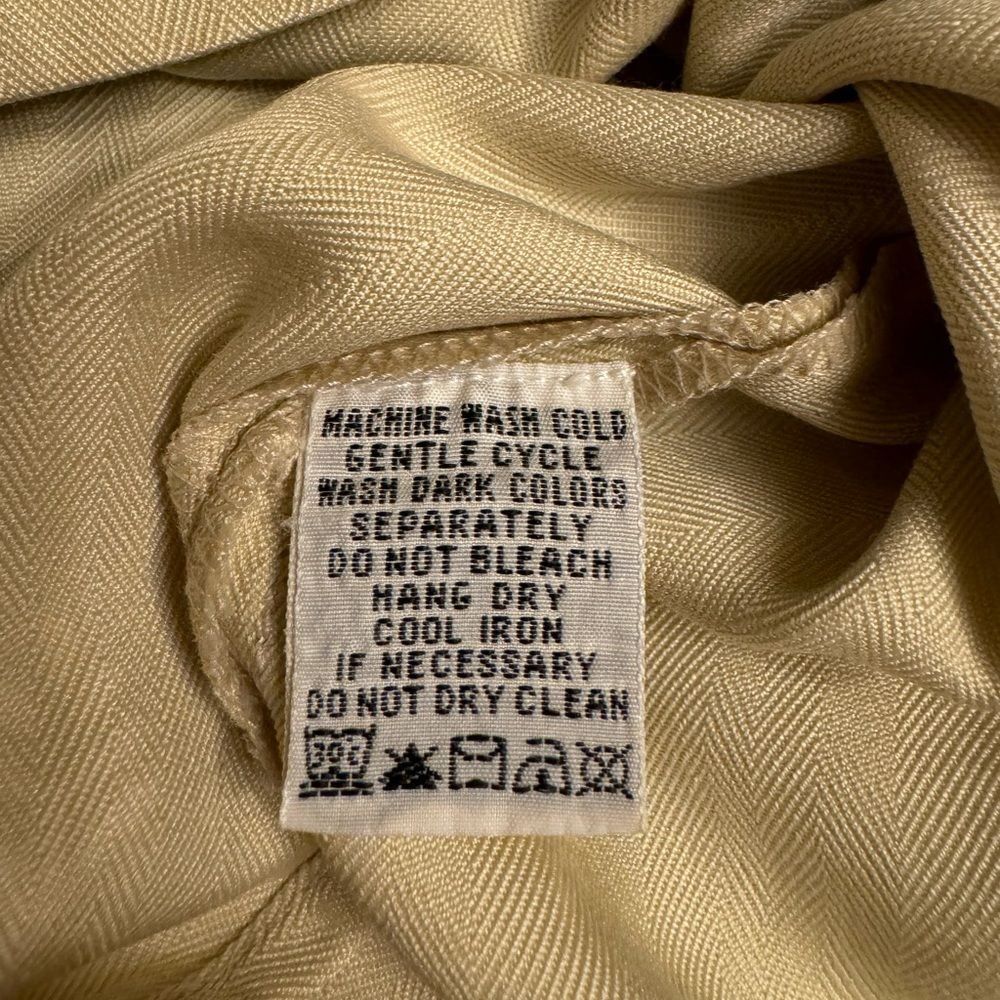 MACHINE WASH COLD
GENTLE CYCLE
WASH DARK COLORS
SEPARATELY
DO NOT BLEACH
HANG DRY
COOL IRON
IF NECESSARY
DO NOT DRY CLEAN